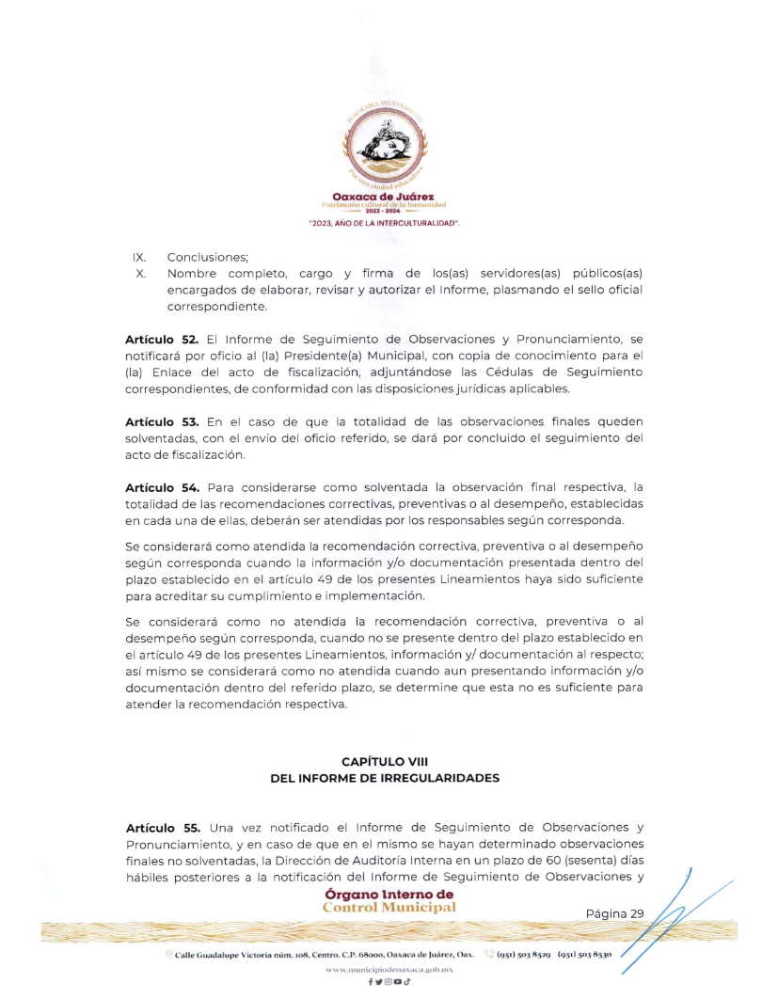 HONORABLE AYUNTAMIENTO
Por una ciudad educadora
Oaxaca de Juárez
Patrimonio cultural de la humanidad
2022 - 2024
"2023, AÑO DE LA INTERCULTURALIDAD".
IX. Conclusiones;
X. Nombre completo, cargo y firma de los(as) servidores(as) públicos(as)
encargados de elaborar, revisar y autorizar el Informe, plasmando el sello oficial
correspondiente.
Artículo 52. El Informe de Seguimiento de Observaciones y Pronunciamiento, se
notificará por oficio al (la) Presidente(a) Municipal, con copia de conocimiento para el
(la) Enlace del acto de fiscalización, adjuntándose las Cédulas de Seguimiento
correspondientes, de conformidad con las disposiciones jurídicas aplicables.
Artículo 53. En el caso de que la totalidad de las observaciones finales queden
solventadas, con el envío del oficio referido, se dará por concluido el seguimiento del
acto de fiscalización.
Artículo 54. Para considerarse como solventada la observación final respectiva, la
totalidad de las recomendaciones correctivas, preventivas o al desempeño, establecidas
en cada una de ellas, deberán ser atendidas por los responsables según corresponda.
Se considerará como atendida la recomendación correctiva, preventiva o al desempeño
según corresponda cuando la información y/o documentación presentada dentro del
plazo establecido en el artículo 49 de los presentes Lineamientos haya sido suficiente
para acreditar su cumplimiento e implementación.
Se considerará como no atendida la recomendación correctiva, preventiva o al
desempeño según corresponda, cuando no se presente dentro del plazo establecido en
el artículo 49 de los presentes Lineamientos, información y/ documentación al respecto;
así mismo se considerará como no atendida cuando aun presentando información y/o
documentación dentro del referido plazo, se determine que esta no es suficiente para
atender la recomendación respectiva.
CAPÍTULO VIII
DEL INFORME DE IRREGULARIDADES
Artículo 55. Una vez notificado el Informe de Seguimiento de Observaciones y
Pronunciamiento, y en caso de que en el mismo se hayan determinado observaciones
finales no solventadas, la Dirección de Auditoría Interna en un plazo de 60 (sesenta) días
hábiles posteriores a la notificación del Informe de Seguimiento de Observaciones y
Órgano Interno de
Control Municipal
Página 29
Calle Guadalupe Victoria núm. 108, Centro. C.P. 68000, Oaxaca de Juárez, Oax. (951) 503 8529 (951) 503 8530
www.municipiodeoaxaca.gob.mx